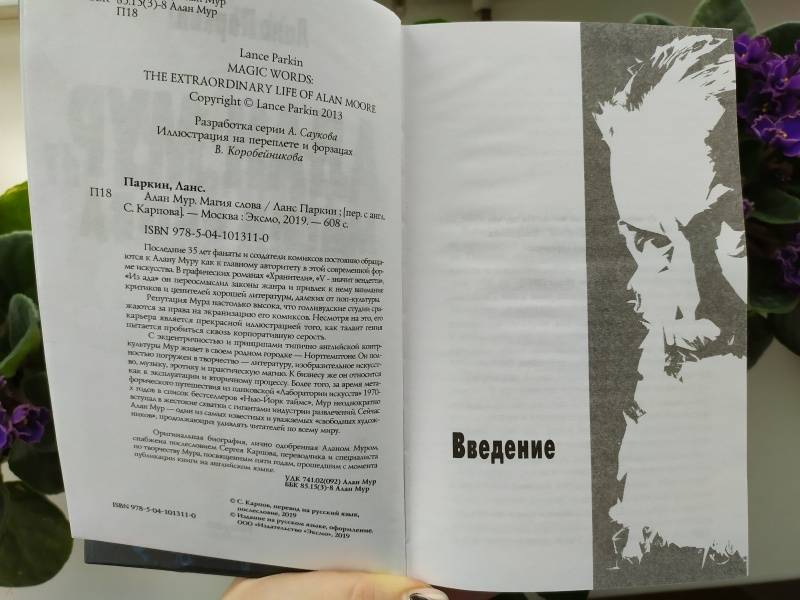 ББК 85.15(3)-8 Алан Мур
П18
Lance Parkin
MAGIC WORDS:
THE EXTRAORDINARY LIFE OF ALAN MOORE
Copyright © Lance Parkin 2013
Разработка серии А. Саукова
Иллюстрация на переплете и форзацах
В. Коробейникова
Паркин, Ланс.
П18 Алан Мур. Магия слова / Ланс Паркин ; [пер. с англ.
С. Карпова]. — Москва : Эксмо, 2019. — 608 с.
ISBN 978-5-04-101311-0
Последние 35 лет фанаты и создатели комиксов постоянно обраща-
ются к Алану Муру как к главному авторитету в этой современной фор-
ме искусства. В графических романах «Хранители», «V - значит вендетта»,
«Из ада» он переосмыслил законы жанра и привлек к нему внимание
критиков и ценителей хорошей литературы, далеких от поп-культуры.
Репутация Мура настолько высока, что голливудские студии сра-
жаются за права на экранизацию его комиксов. Несмотря на это, его
карьера является прекрасной иллюстрацией того, как талант гения
пытается пробиться сквозь корпоративную серость.
С экцентричностью и принципами типично английской контр-
культуры Мур живет в своем родном городке — Нортгемптоне. Он пол-
ностью погружен в творчество — литературу, изобразительное искусст-
во, музыку, эротику и практическую магию. К бизнесу же он относится
как к эксплуатации и вторичному процессу. Более того, за время мета-
форического путешествия из панковской «Лаборатории искусств» 1970-
х годов в список бестселлеров «Нью-Йорк таймс», Мур неоднократно
вступал в жестокие схватки с гигантами индустрии развлечений. Сейчас
Алан Мур — один из самых известных и уважаемых «свободных худож-
ников», продолжающих удивлять читателей по всему миру.
Оригинальная биография, лично одобренная Аланом Муром,
снабжена послесловием Сергея Карпова, переводчика и специалиста
по творчеству Мура, посвященным пяти годам, прошедшим с момента
публикации книги на английском языке.
УДК 741.02(092) Алан Мур
ББК 85.15(3)-8 Алан Мур
© С. Карпов, перевод на русский язык,
послесловие, 2019
© Издание на русском языке, оформление.
ООО «Издательство «Эксмо», 2019
ISBN 978-5-04-101311-0
Введение